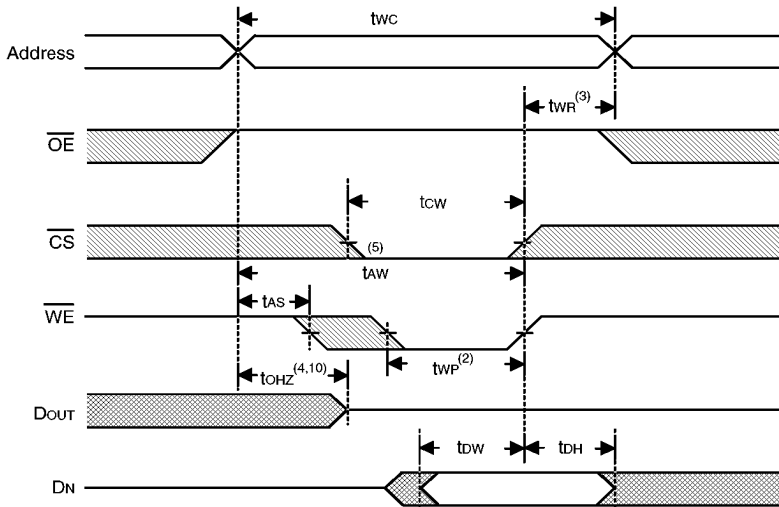 twc
Address
tWR(3)
OE
tCW
CS
(5)
tAW
tAS
WE
tWP(2)
tOHZ(4,10)
DOUT
tDW
tDH
DN